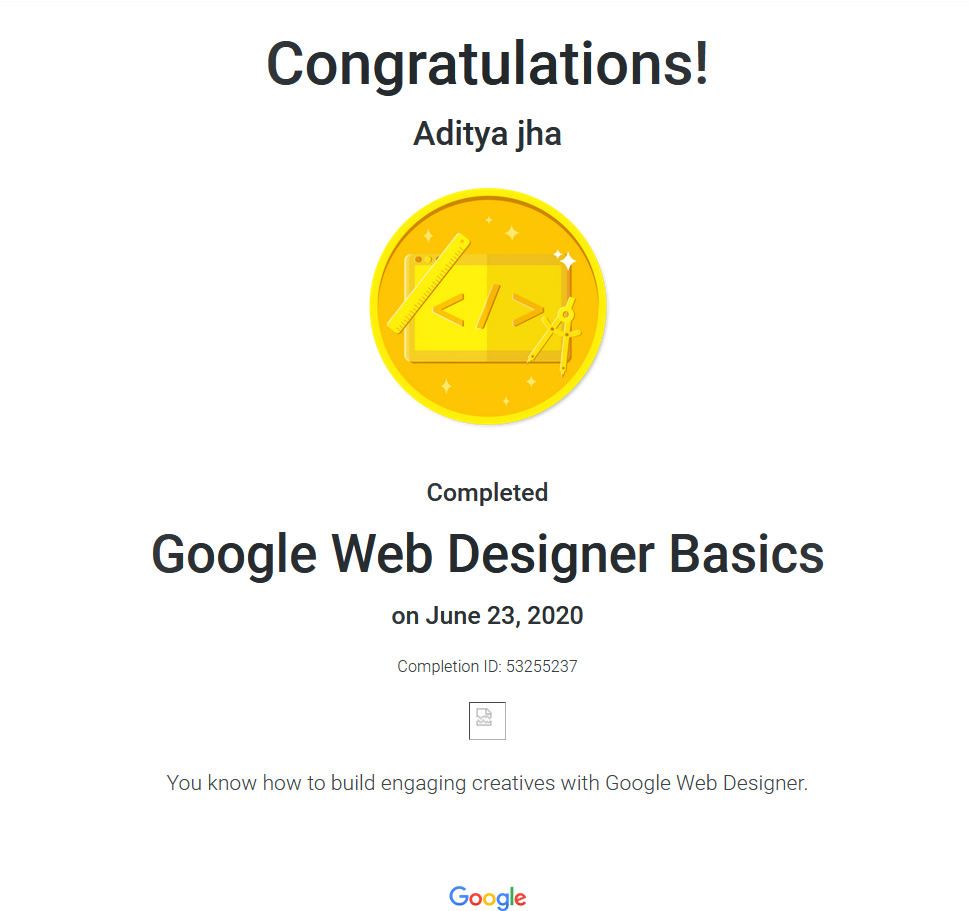 Congratulations!
Aditya jha
</>
Completed
Google Web Designer Basics
on June 23, 2020
Completion ID: 53255237
You know how to build engaging creatives with Google Web Designer.
Google